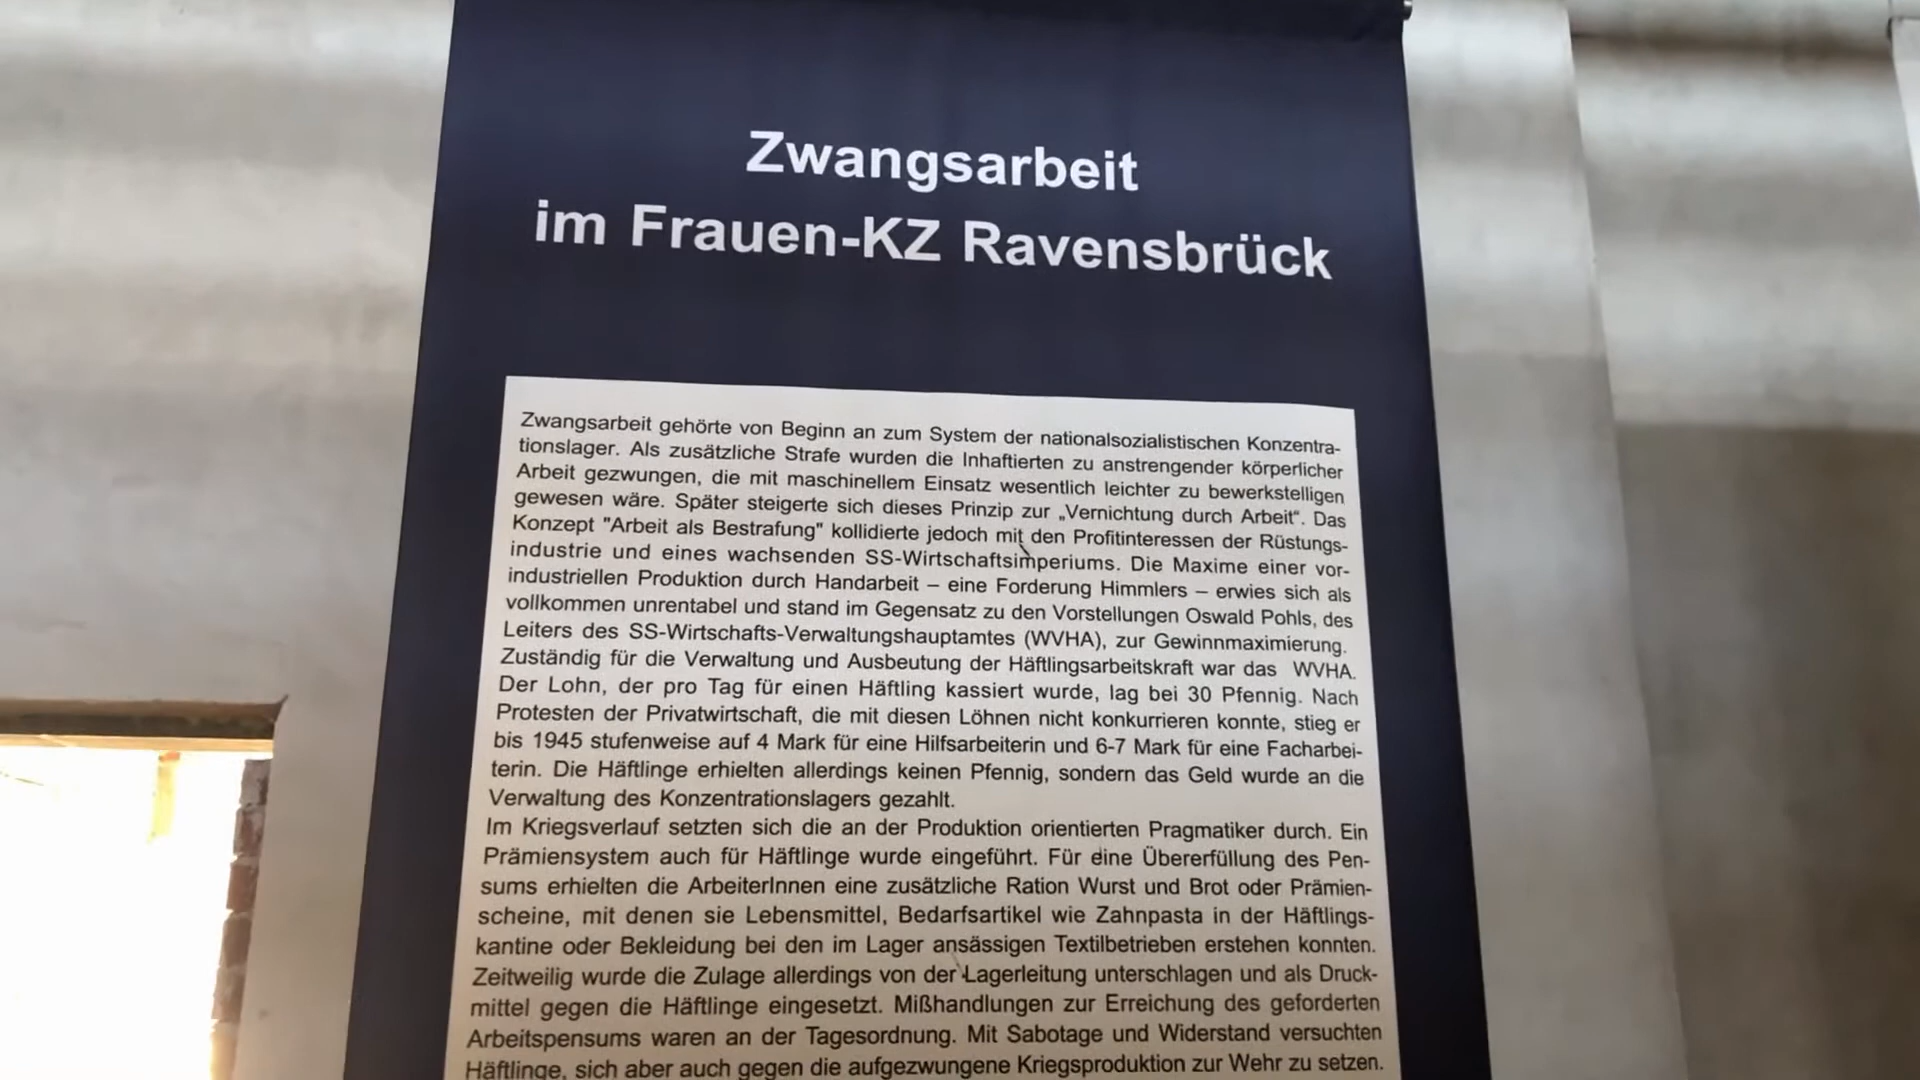 Zwangsarbeit
im Frauen-KZ Ravensbrück
Zwangsarbeit gehörte von Beginn an zum System der nationalsozialistischen Konzentra-
tionslager. Als zusätzliche Strafe wurden die Inhaftierten zu anstrengender körperlicher
Arbeit gezwungen, die mit maschinellem Einsatz wesentlich leichter zu bewerkstelligen
gewesen wäre. Später steigerte sich dieses Prinzip zur „Vernichtung durch Arbeit“. Das
Konzept "Arbeit als Bestrafung" kollidierte jedoch mit den Profitinteressen der Rüstungs-
industrie und eines wachsenden SS-Wirtschaftsimperiums. Die Maxime einer vor-
industriellen Produktion durch Handarbeit – eine Forderung Himmlers – erwies sich als
vollkommen unrentabel und stand im Gegensatz zu den Vorstellungen Oswald Pohls, des
Leiters des SS-Wirtschafts-Verwaltungshauptamtes (WVHA), zur Gewinnmaximierung.
Zuständig für die Verwaltung und Ausbeutung der Häftlingsarbeitskraft war das WVHA.
Der Lohn, der pro Tag für einen Häftling kassiert wurde, lag bei 30 Pfennig. Nach
Protesten der Privatwirtschaft, die mit diesen Löhnen nicht konkurrieren konnte, stieg er
bis 1945 stufenweise auf 4 Mark für eine Hilfsarbeiterin und 6-7 Mark für eine Facharbei-
terin. Die Häftlinge erhielten allerdings keinen Pfennig, sondern das Geld wurde an die
Verwaltung des Konzentrationslagers gezahlt.
Im Kriegsverlauf setzten sich die an der Produktion orientierten Pragmatiker durch. Ein
Prämiensystem auch für Häftlinge wurde eingeführt. Für eine Übererfüllung des Pen-
sums erhielten die ArbeiterInnen eine zusätzliche Ration Wurst und Brot oder Prämien-
scheine, mit denen sie Lebensmittel, Bedarfsartikel wie Zahnpasta in der Häftlings-
kantine oder Bekleidung bei den im Lager ansässigen Textilbetrieben erstehen konnten.
Zeitweilig wurde die Zulage allerdings von der Lagerleitung unterschlagen und als Druck-
mittel gegen die Häftlinge eingesetzt. Mißhandlungen zur Erreichung des geforderten
Arbeitspensums waren an der Tagesordnung. Mit Sabotage und Widerstand versuchten
Häftlinge, sich aber auch gegen die aufgezwungene Kriegsproduktion zur Wehr zu setzen.